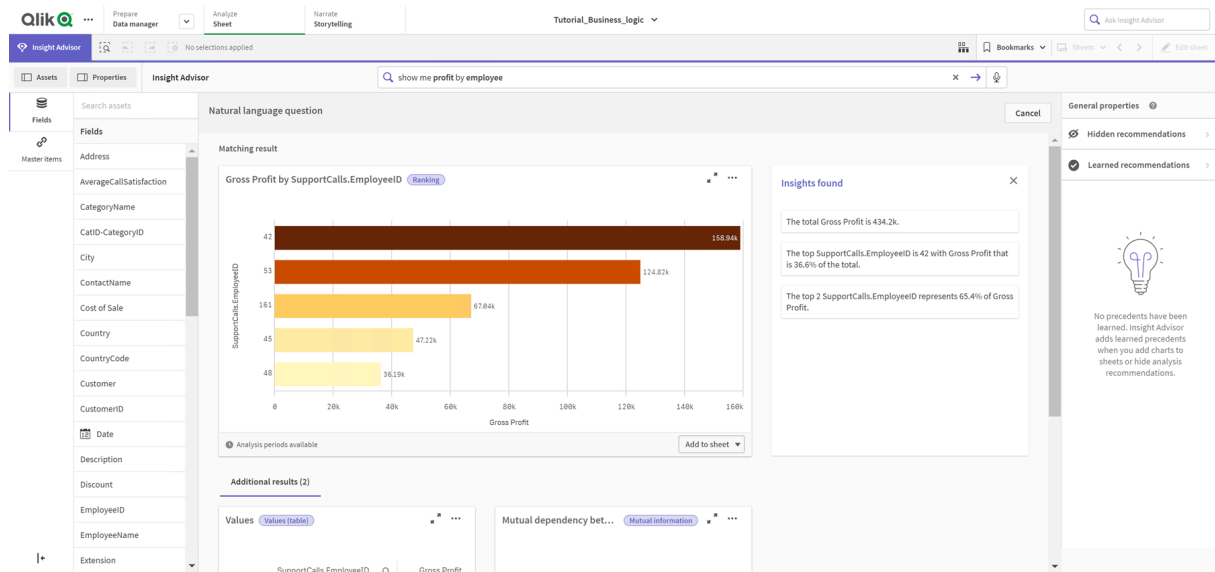 Qlik
Prepare
Data manager
Analyze
Sheet
Narrate
Storytelling
Tutorial_Business_logic
Ask Insight Advisor
Insight Advisor
No selections applied
Bookmarks
Sheets
Edit sheet
Assets
Properties
Insight Advisor
show me profit by employee
Fields
Master items
Search assets
Fields
Address
AverageCallSatisfaction
CategoryName
CatID-CategoryID
City
ContactName
Cost of Sale
Country
CountryCode
Customer
CustomerID
Date
Description
Discount
EmployeeID
EmployeeName
Extension
Natural language question
Cancel
Matching result
Gross Profit by SupportCalls.EmployeeID
Ranking
SupportCalls.EmployeeID
42
158.94k
53
124.82k
161
67.04k
45
47.22k
48
36.19k
0 20k 40k 60k 80k 100k 120k 140k 160k
Gross Profit
Analysis periods available
Add to sheet
Insights found
The total Gross Profit is 434.2k.
The top SupportCalls.EmployeeID is 42 with Gross Profit that
is 36.6% of the total.
The top 2 SupportCalls.EmployeeID represents 65.4% of Gross
Profit.
Additional results (2)
Values
Values (table)
SupportCalls.EmployeeID
Gross Profit
Mutual dependency bet...
Mutual information
General properties
Hidden recommendations
Learned recommendations
No precedents have been
learned. Insight Advisor
adds learned precedents
when you add charts to
sheets or hide analysis
recommendations.